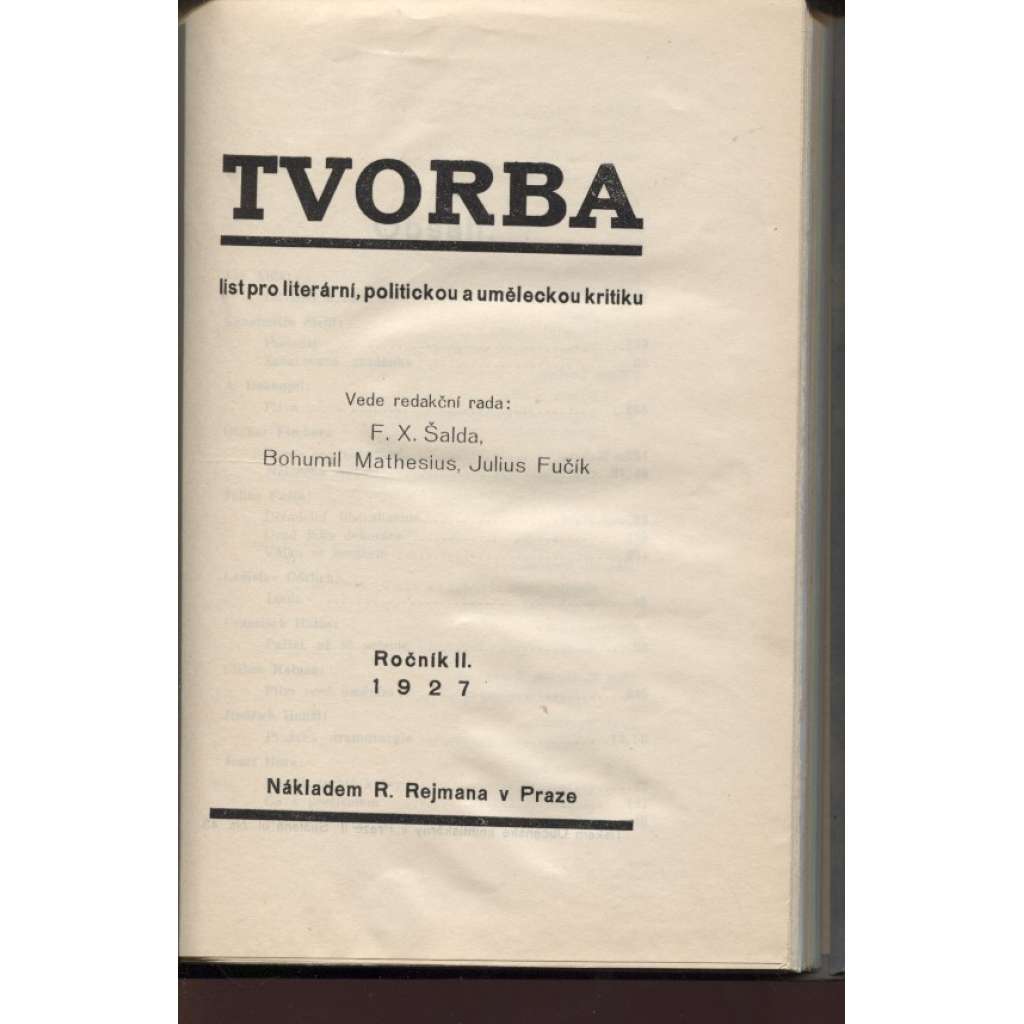 TVORBA
list pro literární, politickou a uměleckou kritiku
Vede redakční rada:
F. X. Šalda,
Bohumil Mathesius, Julius Fučík
Ročník II.
1927
Nákladem R. Rejmana v Praze